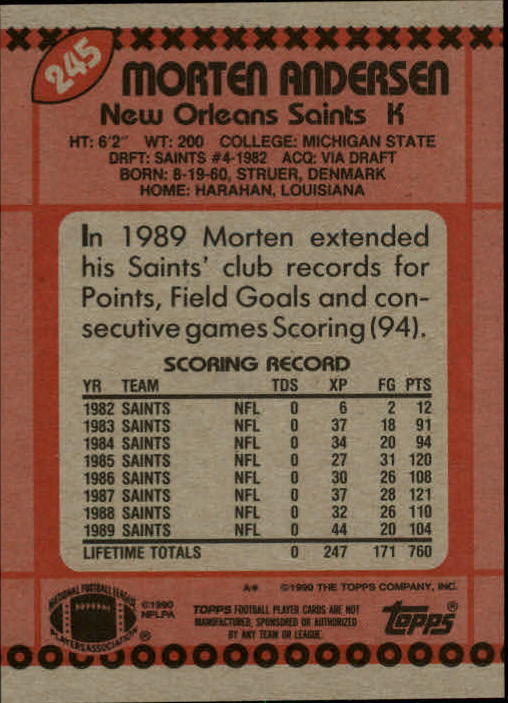 245
MORTEN ANDERSEN
New Orleans Saints K
HT: 6'2" WT: 200 COLLEGE: MICHIGAN STATE
DRFT: SAINTS #4-1982 ACQ: VIA DRAFT
BORN: 8-19-60, STRUER, DENMARK
HOME: HARAHAN, LOUISIANA
In 1989 Morten extended
his Saints' club records for
Points, Field Goals and con-
secutive games Scoring (94).
SCORING RECORD
YR TEAM TDS XP FG PTS
1982 SAINTS NFL 0 6 2 12
1983 SAINTS NFL 0 37 18 91
1984 SAINTS NFL 0 34 20 94
1985 SAINTS NFL 0 27 31 120
1986 SAINTS NFL 0 30 26 108
1987 SAINTS NFL 0 37 28 121
1988 SAINTS NFL 0 32 26 110
1989 SAINTS NFL 0 44 20 104
LIFETIME TOTALS 0 247 171 760
A* ©1990 THE TOPPS COMPANY, INC.
NATIONAL FOOTBALL LEAGUE
PLAYERS ASSOCIATION ®
©1990
NFLPA
TOPPS FOOTBALL PLAYER CARDS ARE NOT
MANUFACTURED, SPONSORED OR AUTHORIZED
BY ANY TEAM OR LEAGUE.
topps®